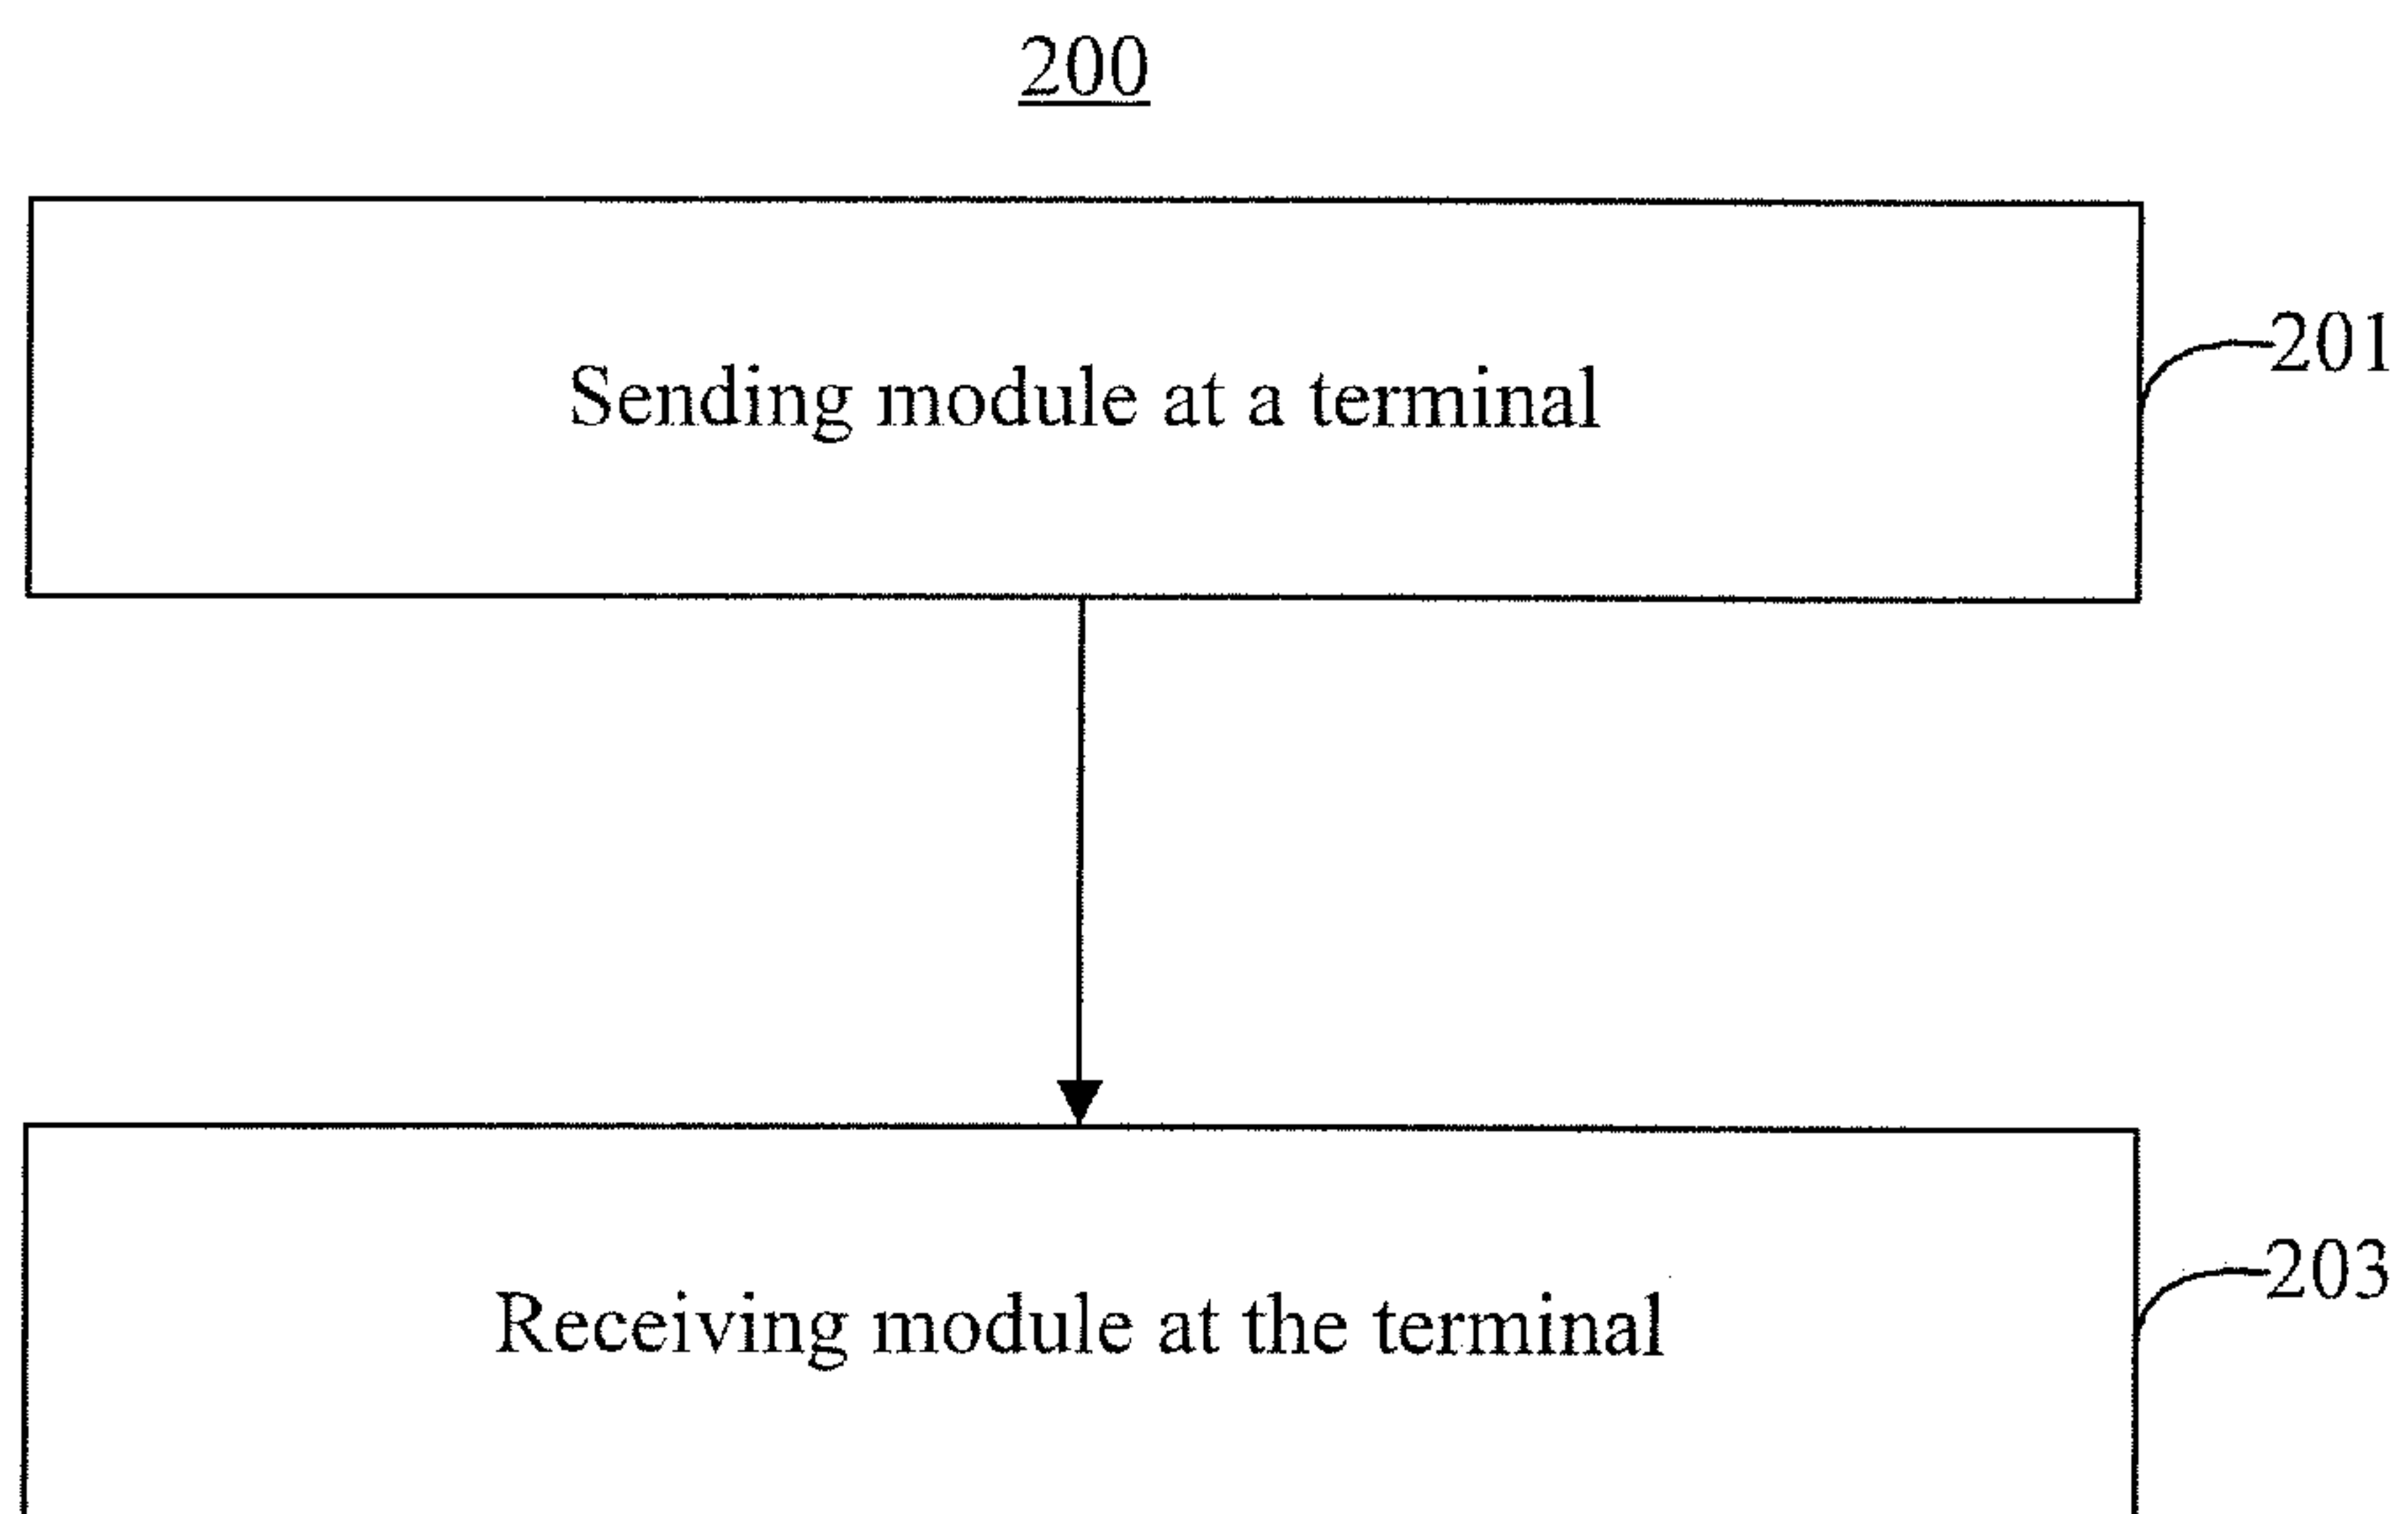 200
Sending module at a terminal
201
Receiving module at the terminal
203